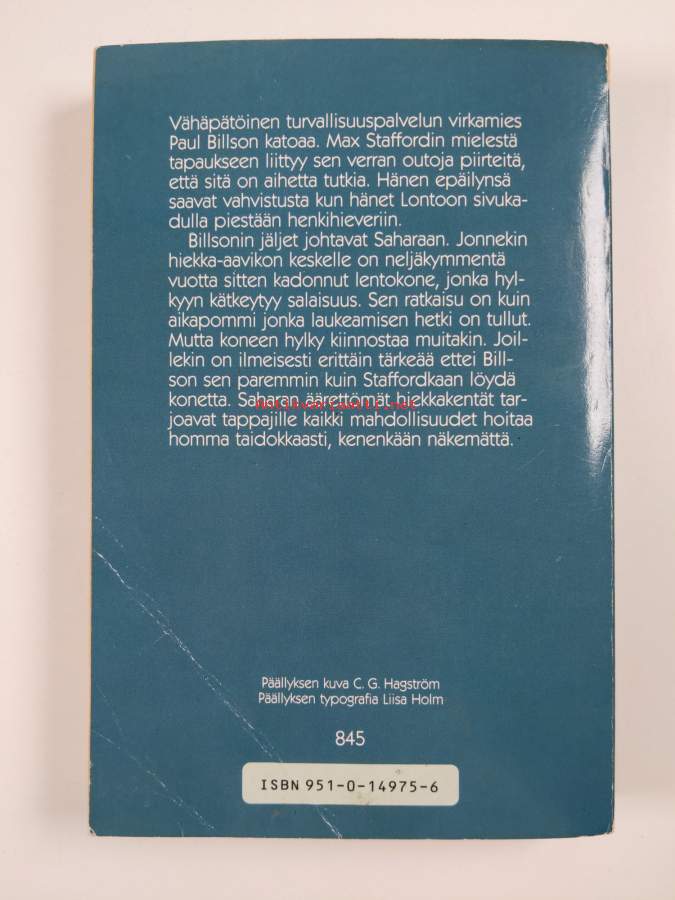 Vähäpätöinen turvallisuuspalvelun virkamies
Paul Billson katoaa. Max Staffordin mielestä
tapaukseen liittyy sen verran outoja piirteitä,
että sitä on aihetta tutkia. Hänen epäilynsä
saavat vahvistusta kun hänet Lontoon sivuka-
dulla piestään henkihieveriin.
Billsonin jäljet johtavat Saharaan. Jonnekin
hiekka-aavikon keskelle on neljäkymmentä
vuotta sitten kadonnut lentokone, jonka hyl-
kyyn kätkeytyy salaisuus. Sen ratkaisu on kuin
aikapommi jonka laukeamisen hetki on tullut.
Mutta koneen hylky kiinnostaa muitakin. Joil-
lekin on ilmeisesti erittäin tärkeää ettei Bill-
son sen paremmin kuin Staffordkaan löydä
konetta. Saharan äärettömät hiekkakentät tar-
antikvariaatti.net
joavat tappajille kaikki mahdollisuudet hoitaa
homma taidokkaasti, kenenkään näkemättä.
Päällyksen kuva C. G. Hagström
Päällyksen typografia Liisa Holm
845
ISBN 951-0-14975-6